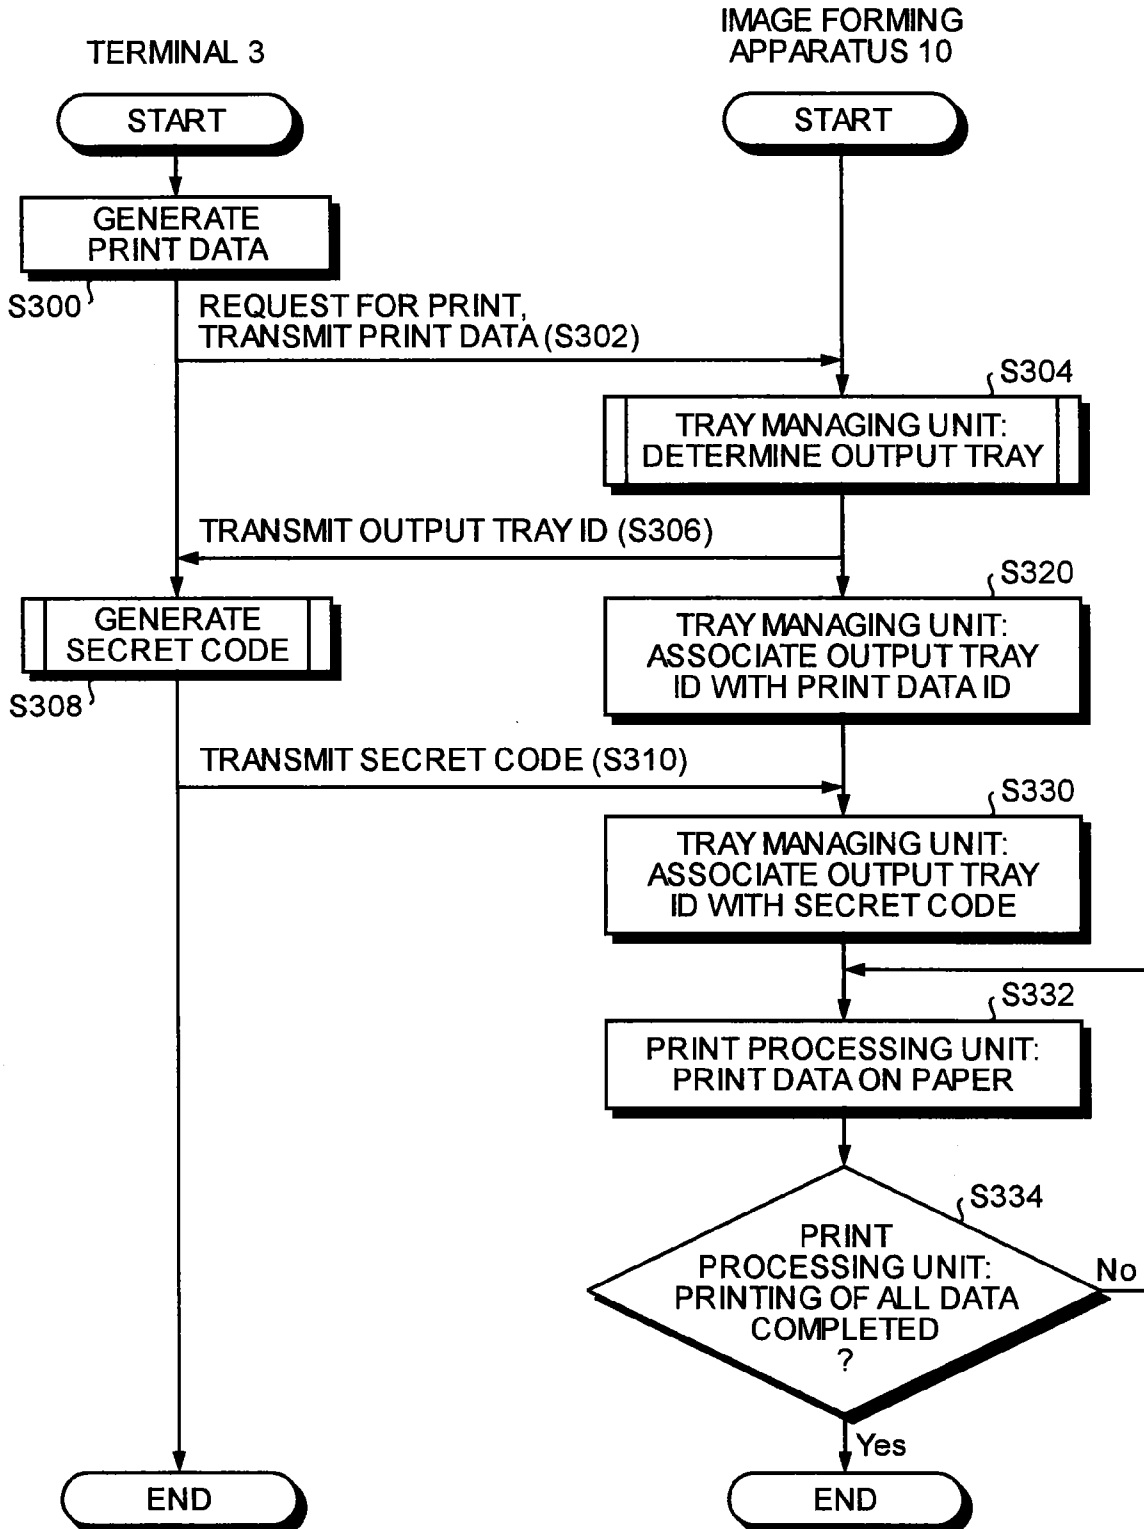 TERMINAL 3
IMAGE FORMING
APPARATUS 10
START
START
GENERATE
PRINT DATA
S300
REQUEST FOR PRINT,
TRANSMIT PRINT DATA (S302)
S304
TRAY MANAGING UNIT:
DETERMINE OUTPUT TRAY
TRANSMIT OUTPUT TRAY ID (S306)
S320
GENERATE
SECRET CODE
S308
TRAY MANAGING UNIT:
ASSOCIATE OUTPUT TRAY
ID WITH PRINT DATA ID
TRANSMIT SECRET CODE (S310)
S330
TRAY MANAGING UNIT:
ASSOCIATE OUTPUT TRAY
ID WITH SECRET CODE
S332
PRINT PROCESSING UNIT:
PRINT DATA ON PAPER
S334
PRINT
PROCESSING UNIT:
PRINTING OF ALL DATA
COMPLETED
?
No
Yes
END
END